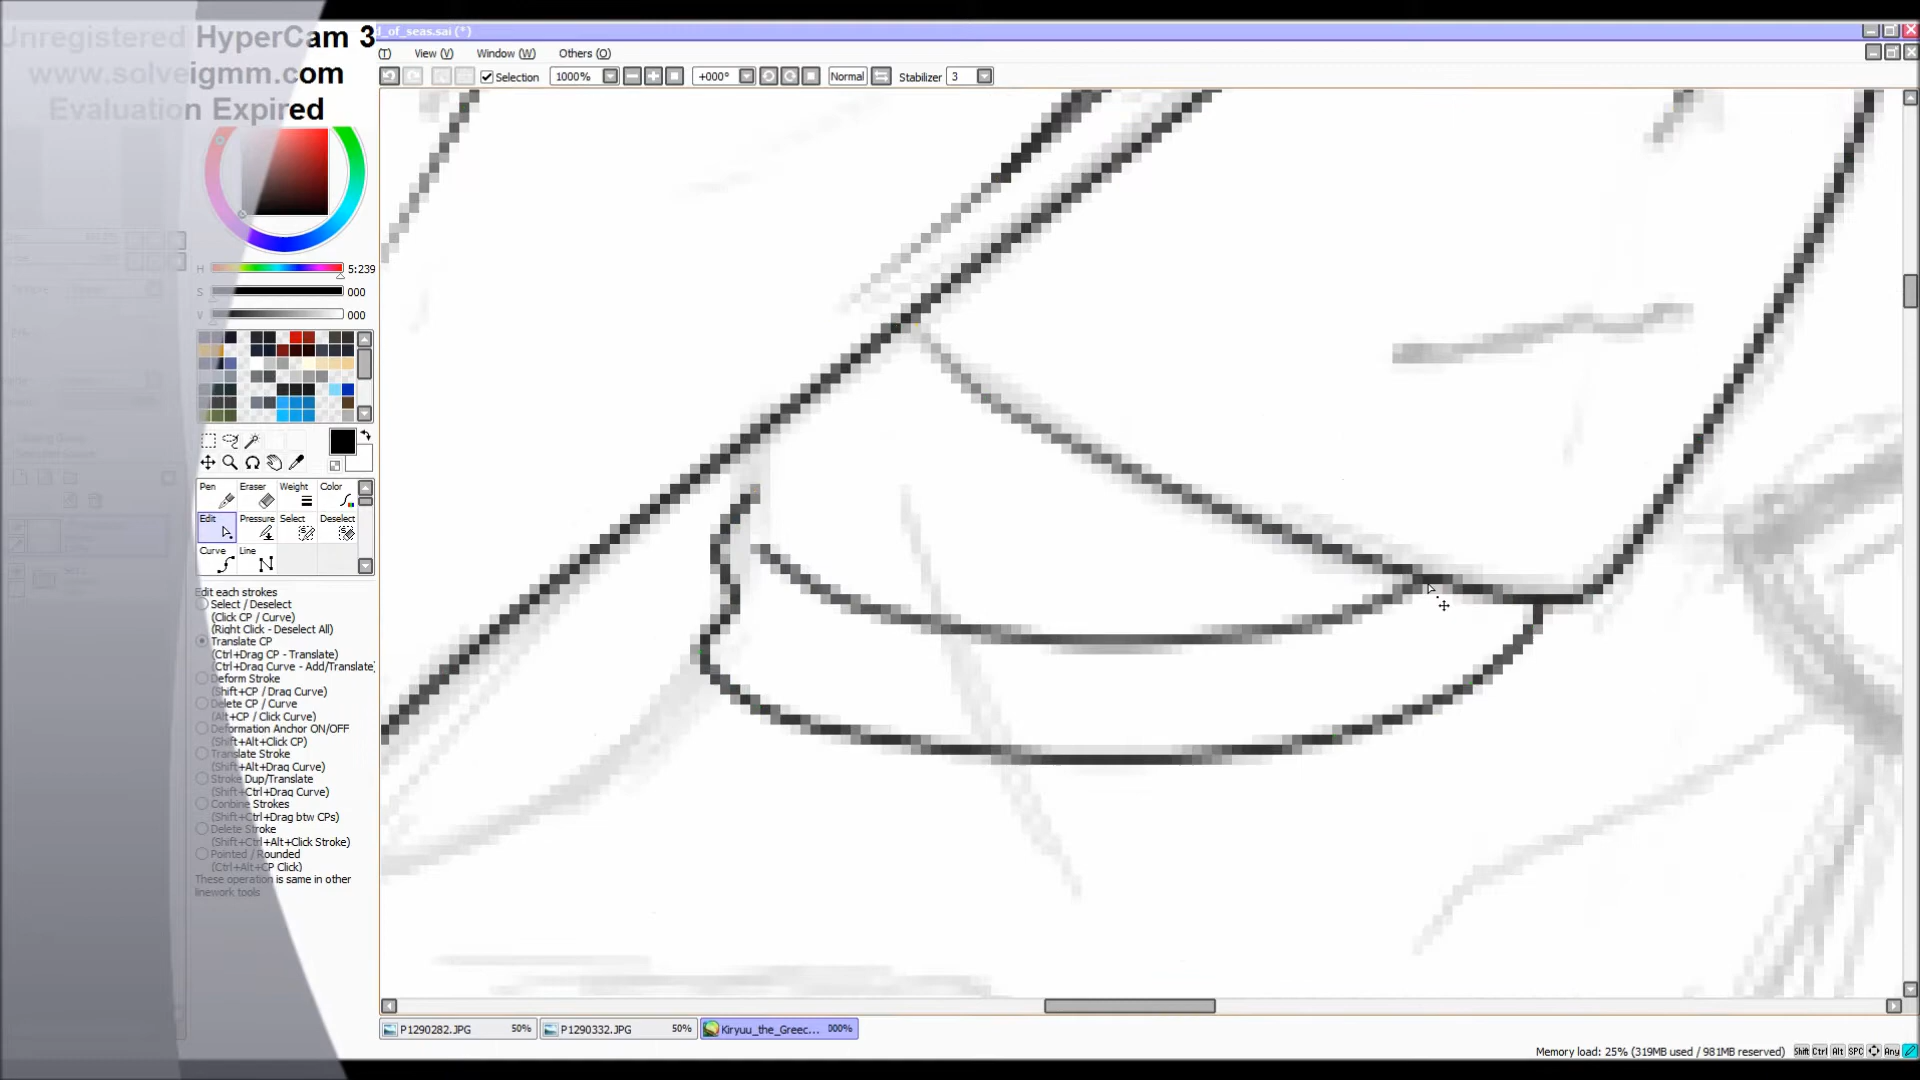 Unregistered HyperCam 3
www.solveigmm.com
Evaluation Expired
d_of_seas.sai (*)
(T) View (V) Window (W) Others (O)
Selection 1000% +000° Normal Stabilizer 3
H 5:239
S 000
V 000
Pen Eraser Weight Color
Edit Pressure Select Deselect
Curve Line
Edit each strokes
Select / Deselect
(Click CP / Curve)
(Right Click - Deselect All)
Translate CP
(Ctrl+Drag CP - Translate)
(Ctrl+Drag Curve - Add/Translate)
Deform Stroke
(Shift+CP / Drag Curve)
Delete CP / Curve
(Alt+CP / Click Curve)
Deformation Anchor ON/OFF
(Shift+Alt+Click CP)
Translate Stroke
(Shift+Alt+Drag Curve)
Stroke Dup/Translate
(Shift+Ctrl+Drag Curve)
Combine Strokes
(Shift+Ctrl+Drag btw CPs)
Delete Stroke
(Shift+Ctrl+Alt+Click Stroke)
Pointed / Rounded
(Ctrl+Alt+CP Click)
These operation is same in other
linework tools
P1290282.JPG 50% P1290332.JPG 50% Kiryuu_the_Greec... 000%
Memory load: 25% (319MB used / 981MB reserved) Shift Ctrl Alt SPC Any